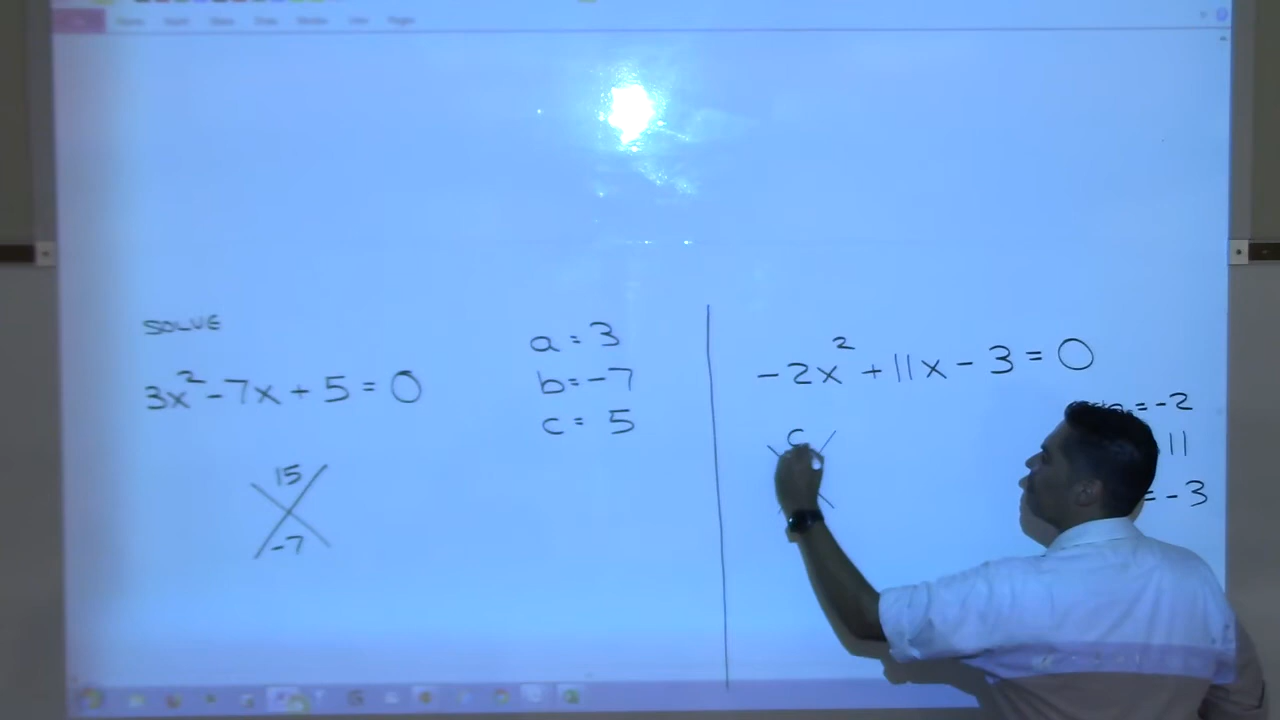 SOLVE
3x² - 7x + 5 = 0
a = 3
b = -7
c = 5
15
-7
-2x² + 11x - 3 = 0
= -2
11
= -3